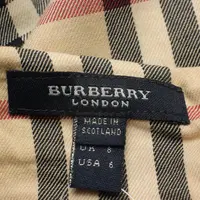 BURBERRY
LONDON
MADE IN
SCOTLAND
UK 8
USA 6